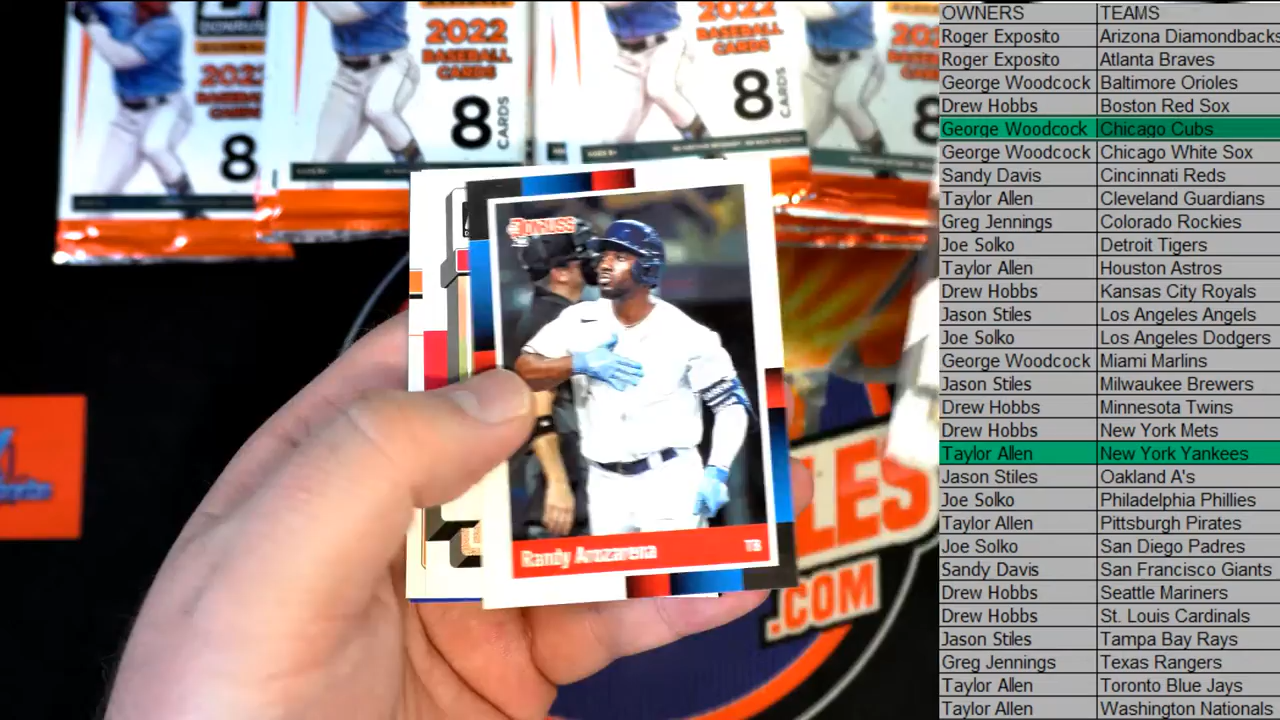 DONRUSS
2022
BASEBALL
CARDS
8
2022
BASEBALL
CARDS
8
CARDS
2022
BASEBALL
CARDS
8
CARDS
8
DONRUSS
Randy Arozarena
TB
LES
.COM
OWNERS TEAMS
Roger Exposito Arizona Diamondbacks
Roger Exposito Atlanta Braves
George Woodcock Baltimore Orioles
Drew Hobbs Boston Red Sox
George Woodcock Chicago Cubs
George Woodcock Chicago White Sox
Sandy Davis Cincinnati Reds
Taylor Allen Cleveland Guardians
Greg Jennings Colorado Rockies
Joe Solko Detroit Tigers
Taylor Allen Houston Astros
Drew Hobbs Kansas City Royals
Jason Stiles Los Angeles Angels
Joe Solko Los Angeles Dodgers
George Woodcock Miami Marlins
Jason Stiles Milwaukee Brewers
Drew Hobbs Minnesota Twins
Drew Hobbs New York Mets
Taylor Allen New York Yankees
Jason Stiles Oakland A's
Joe Solko Philadelphia Phillies
Taylor Allen Pittsburgh Pirates
Joe Solko San Diego Padres
Sandy Davis San Francisco Giants
Drew Hobbs Seattle Mariners
Drew Hobbs St. Louis Cardinals
Jason Stiles Tampa Bay Rays
Greg Jennings Texas Rangers
Taylor Allen Toronto Blue Jays
Taylor Allen Washington Nationals